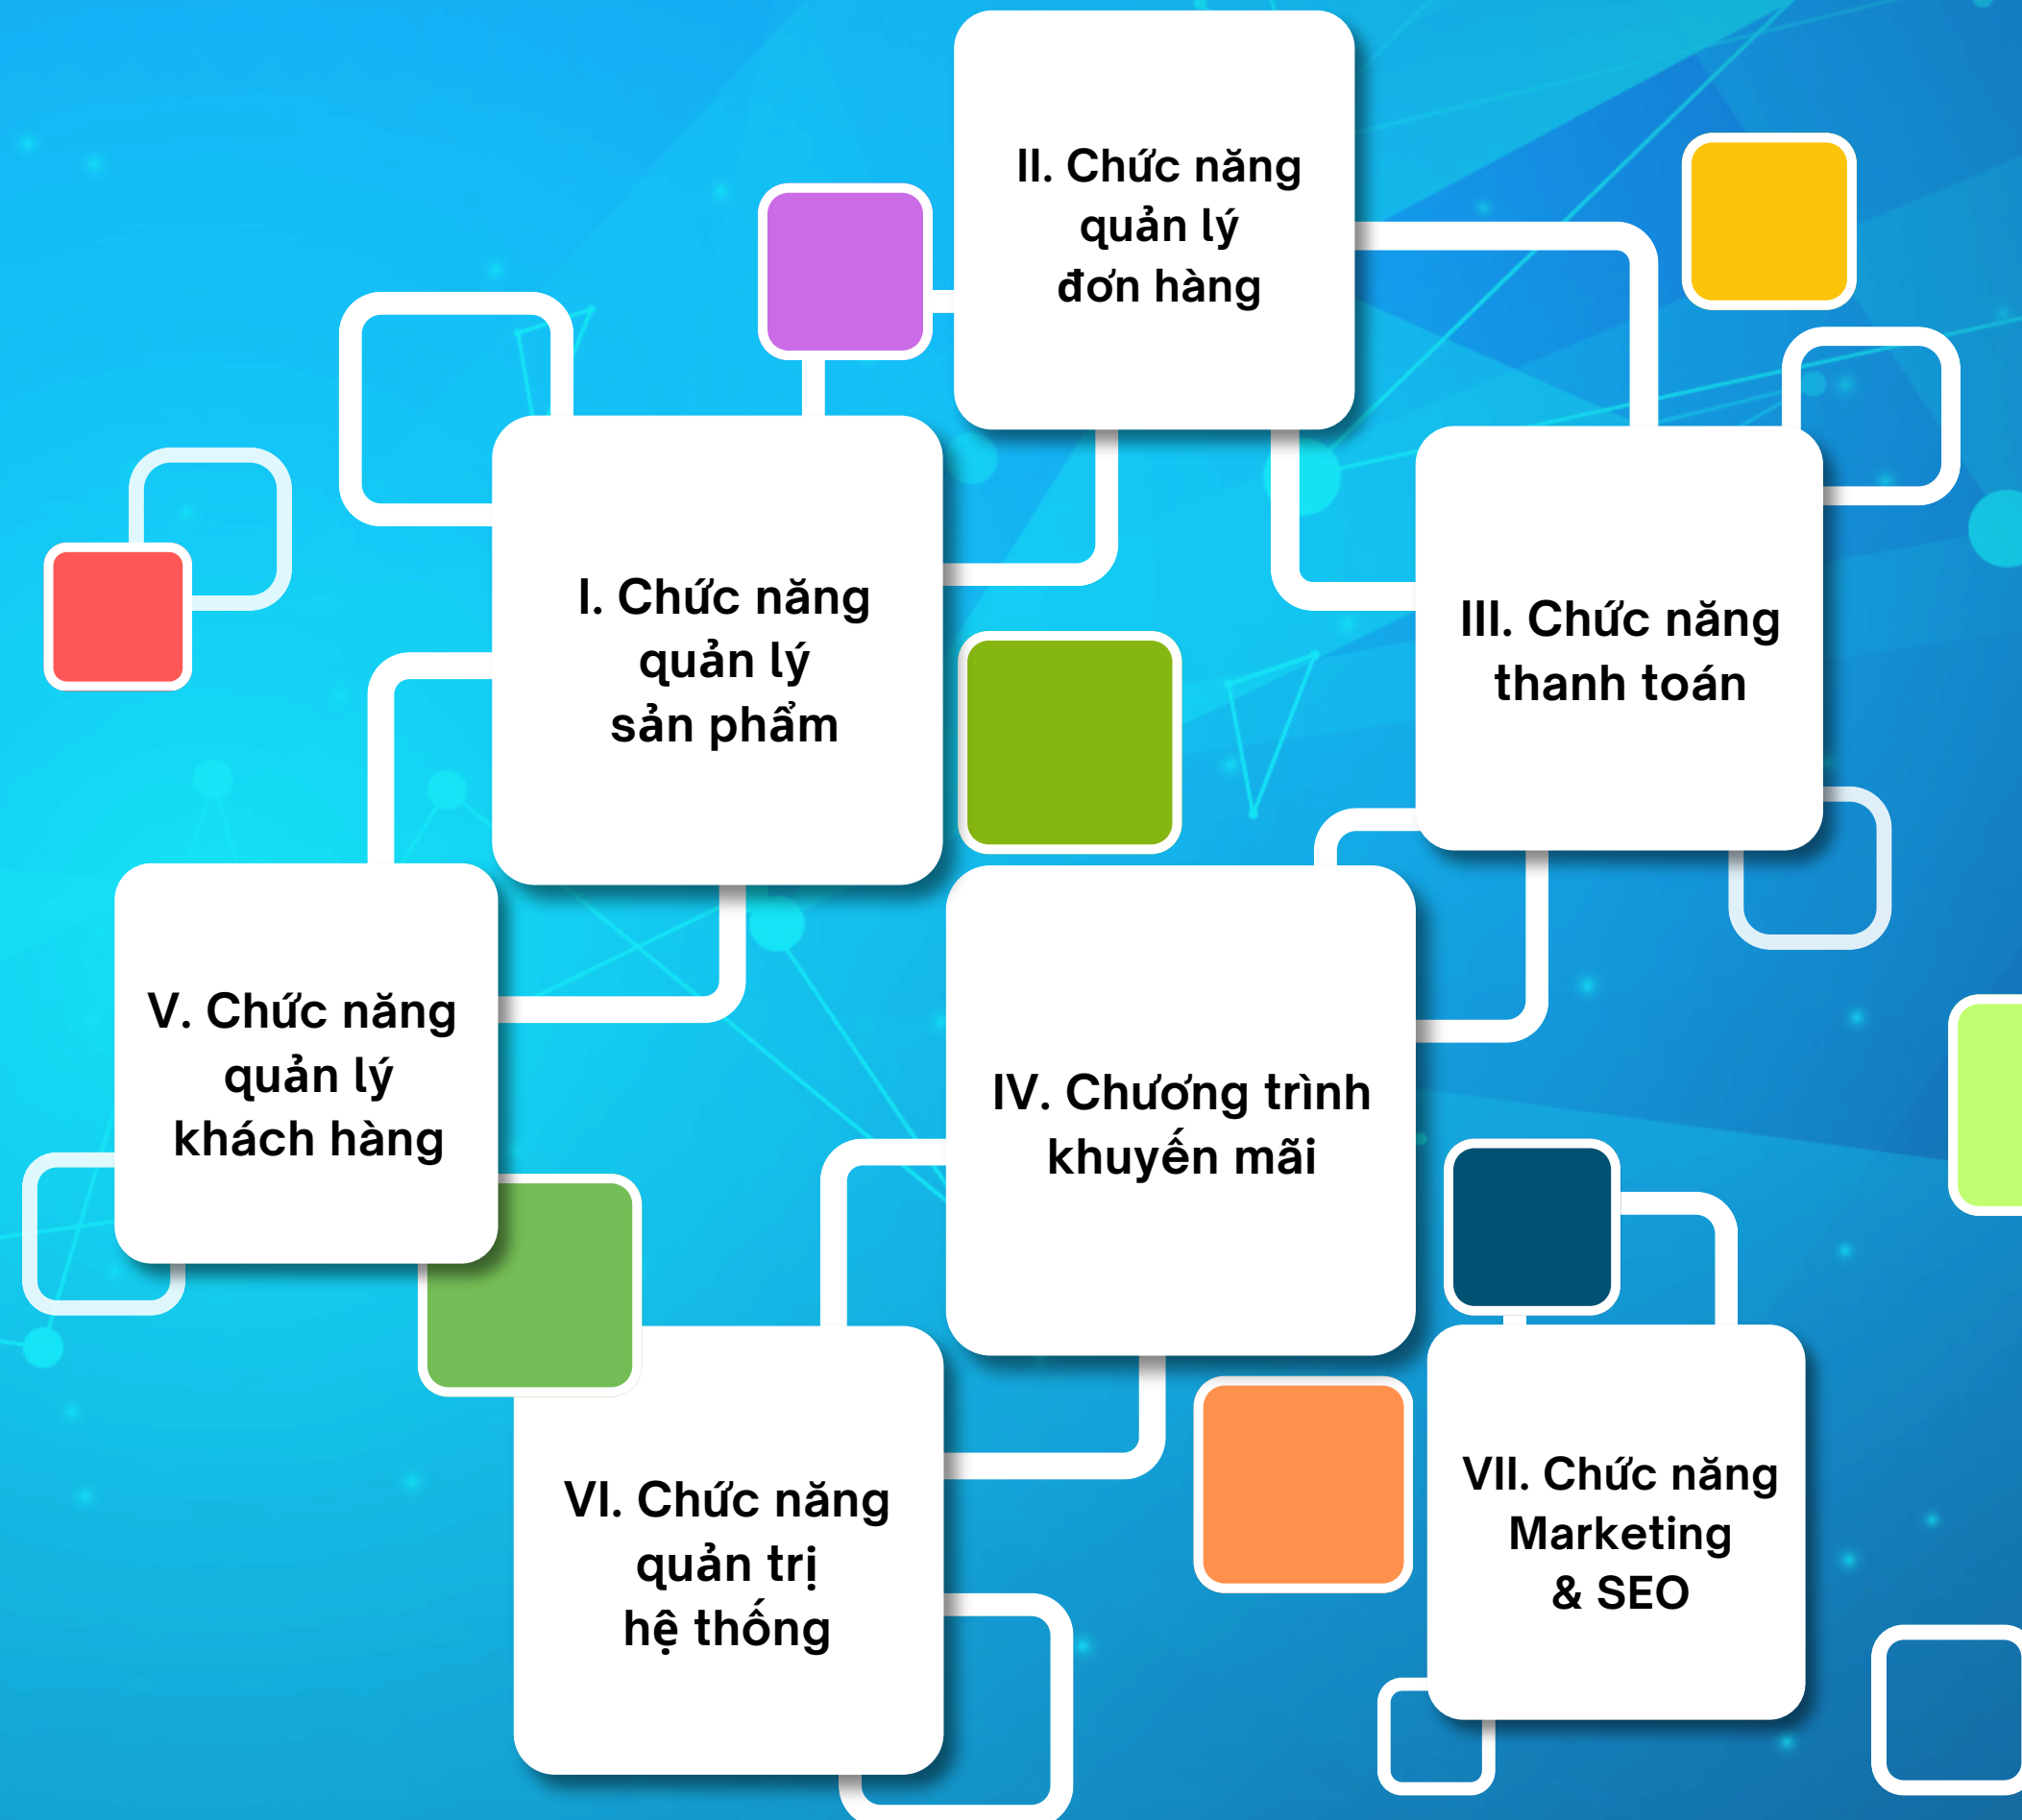 II. Chức năng
quản lý
đơn hàng
I. Chức năng
quản lý
sản phẩm
III. Chức năng
thanh toán
V. Chức năng
quản lý
khách hàng
IV. Chương trình
khuyến mãi
VI. Chức năng
quản trị
hệ thống
VII. Chức năng
Marketing
& SEO